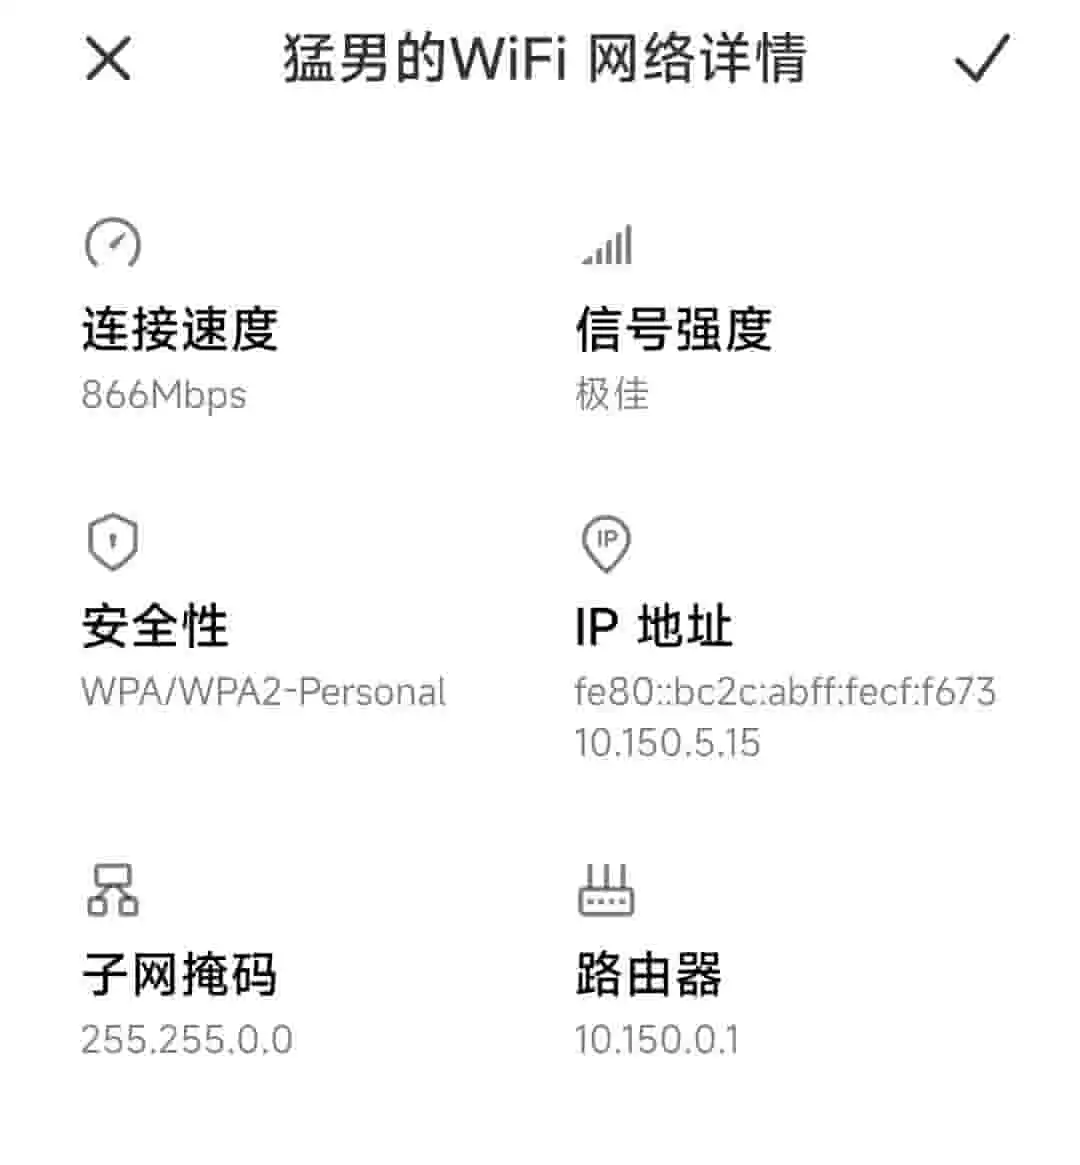 猛男的WiFi 网络详情
连接速度
866Mbps
信号强度
极佳
安全性
WPA/WPA2-Personal
IP
IP 地址
fe80::bc2c:abff:fecf:f673
10.150.5.15
子网掩码
255.255.0.0
路由器
10.150.0.1